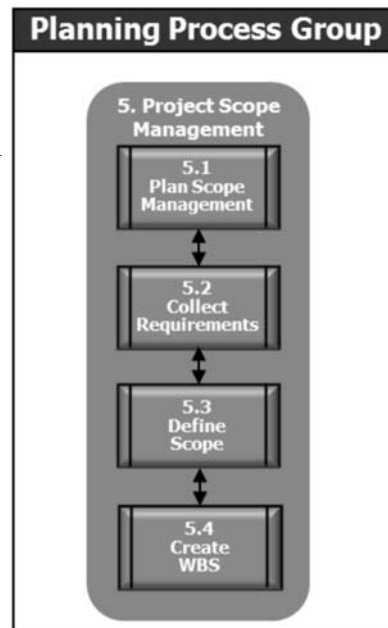 Planning Process Group
5. Project Scope
Management
5.1
Plan Scope
Management
5.2
Collect
Requirements
5.3
Define
Scope
5.4
Create
WBS